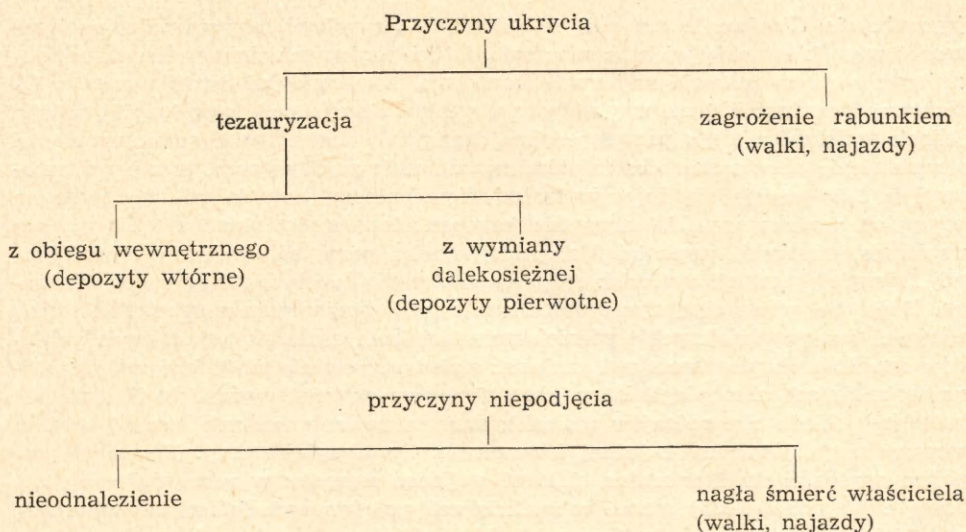 Przyczyny ukrycia
tezauryzacja
zagrożenie rabunkiem
(walki, najazdy)
z obiegu wewnętrznego
(depozyty wtórne)
z wymiany
dalekosiężnej
(depozyty pierwotne)
przyczyny niepodjęcia
nieodnalezienie
nagła śmierć właściciela
(walki, najazdy)